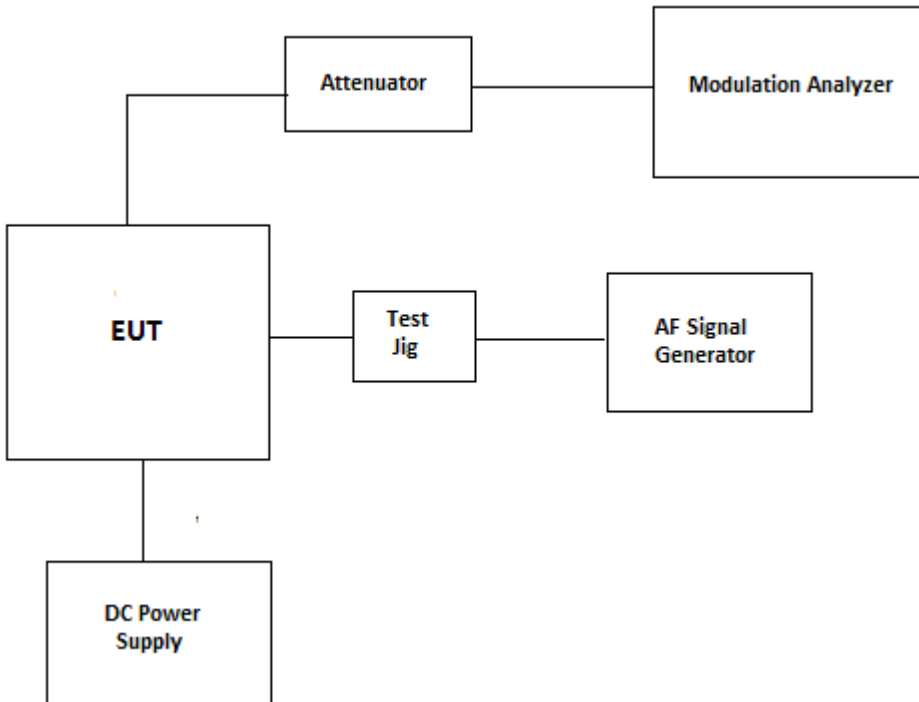 Attenuator
Modulation Analyzer
EUT
Test
Jig
AF Signal
Generator
DC Power
Supply